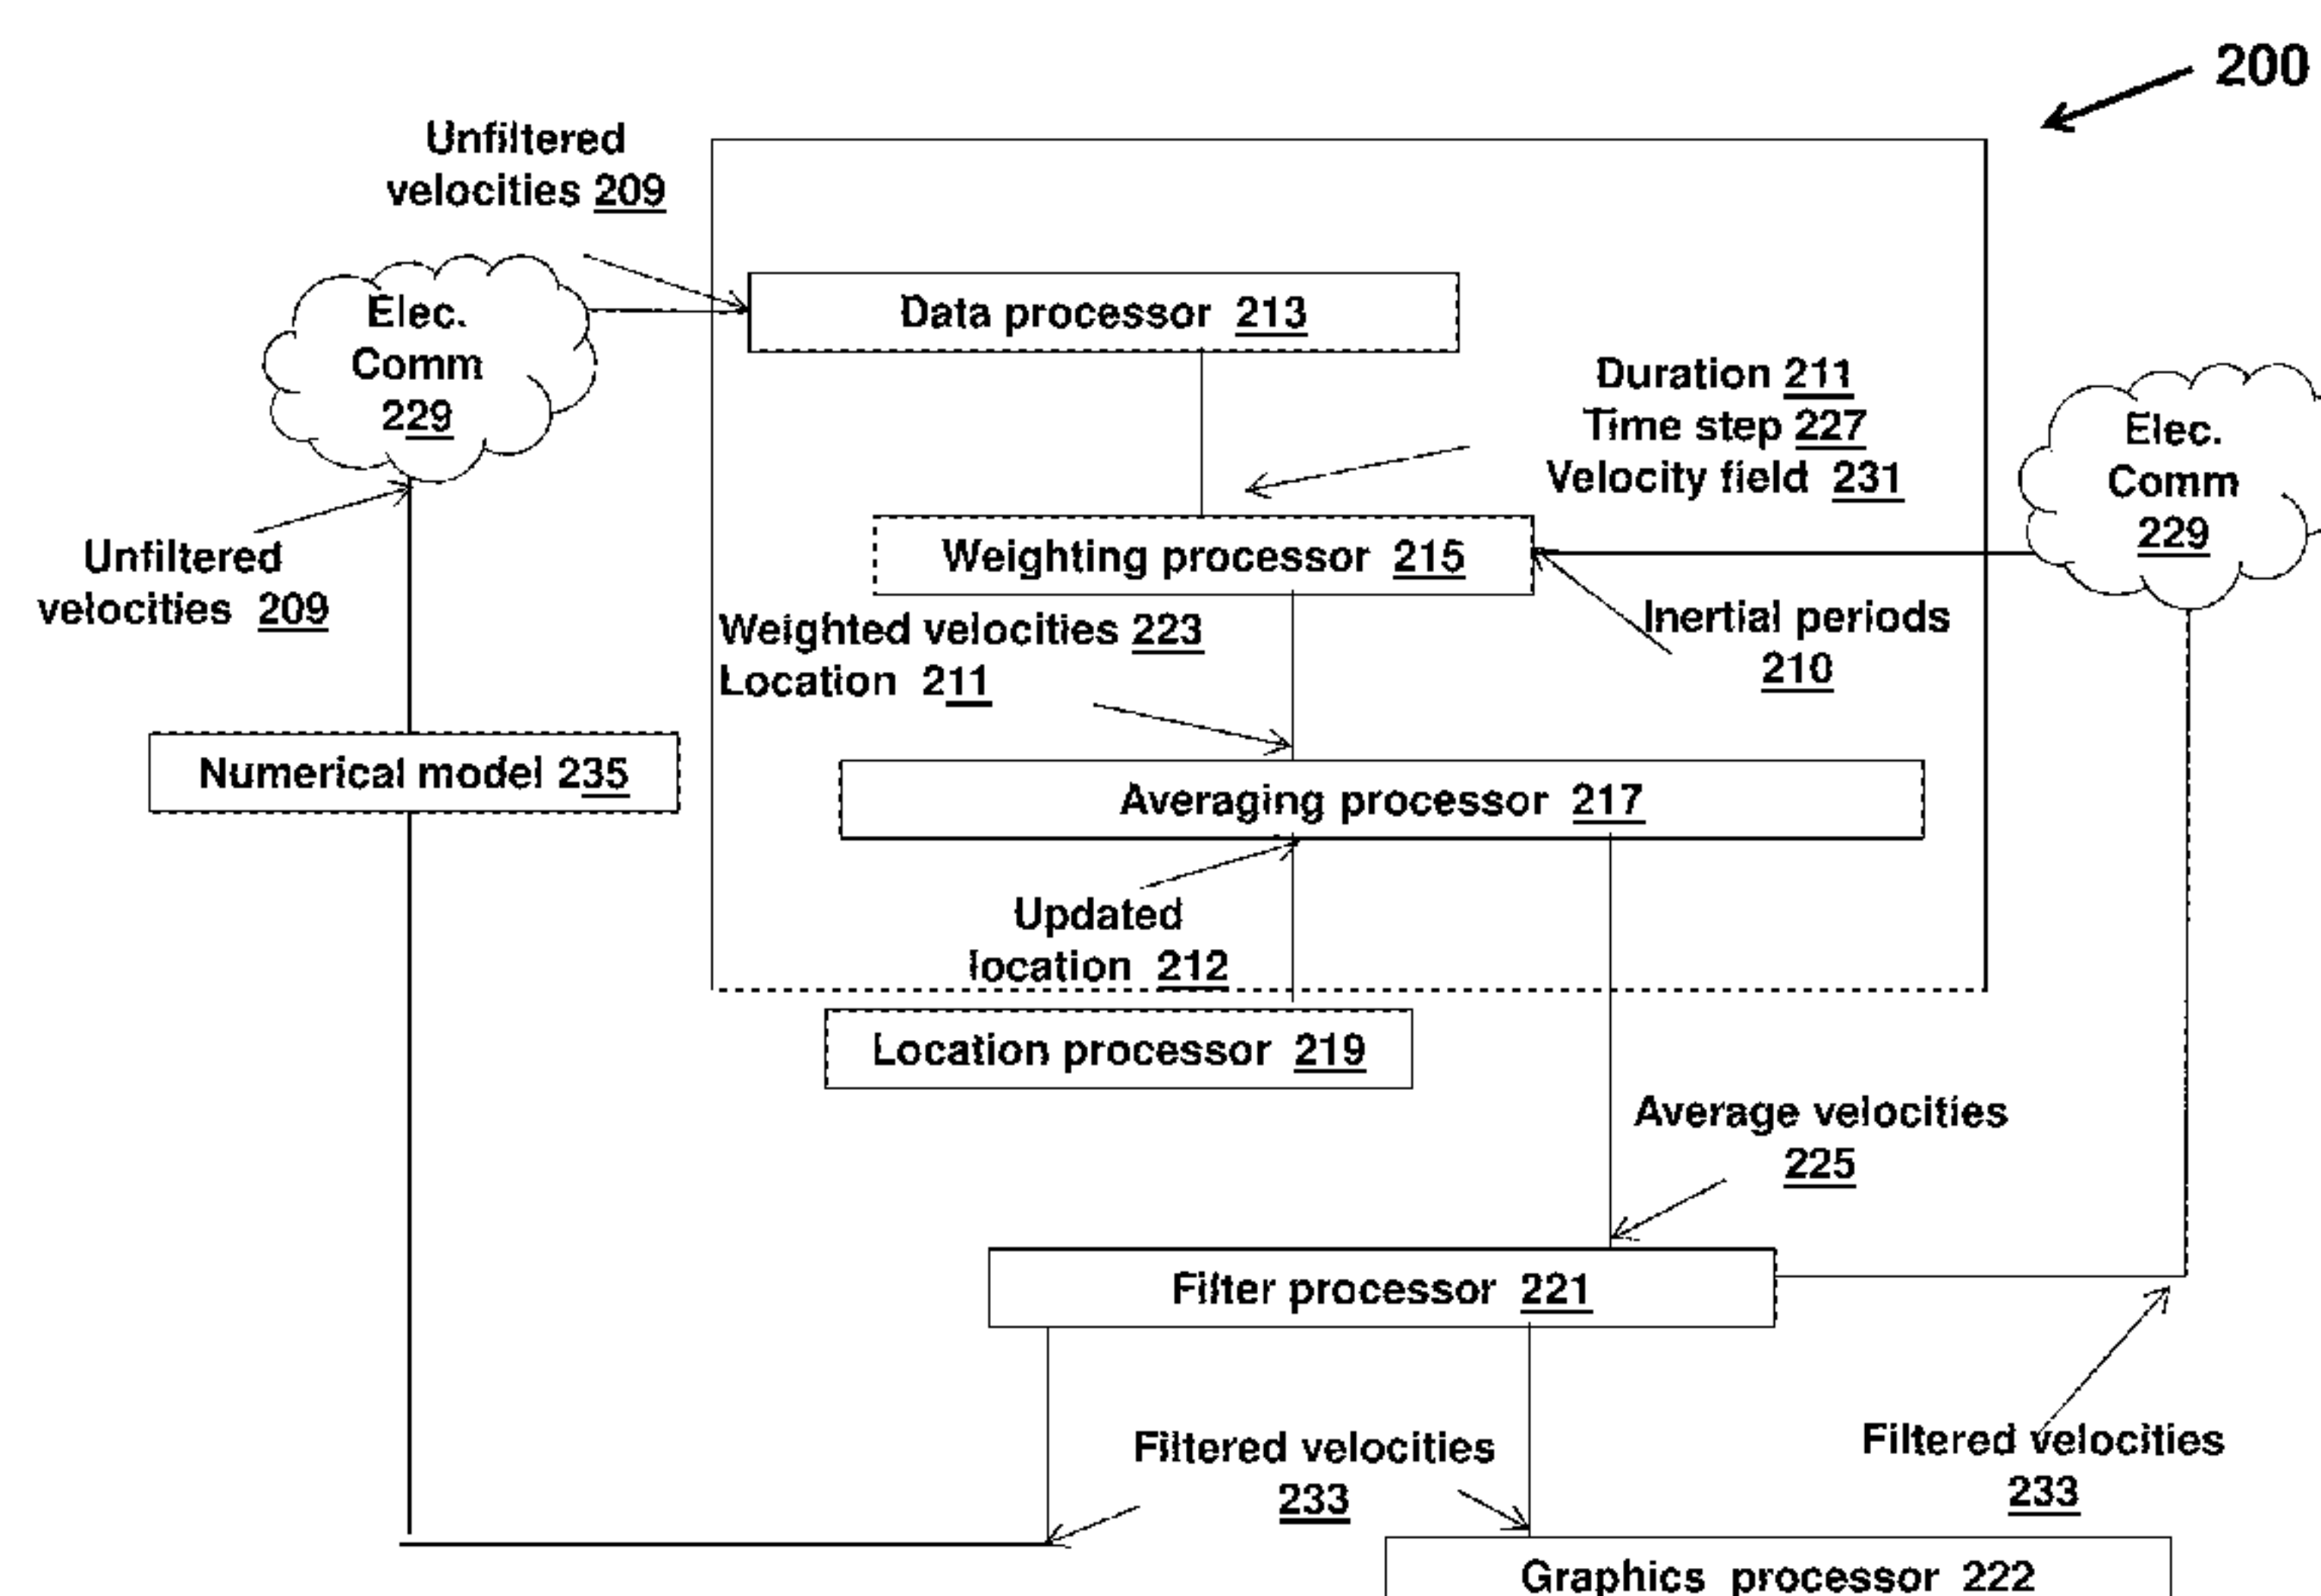 200
Unfiltered
velocities 209
Elec.
Comm
229
Data processor 213
Duration 211
Time step 227
Velocity field 231
Elec.
Comm
229
Weighting processor 215
Unfiltered
velocities 209
Inertial periods
210
Weighted velocities 223
Location 211
Numerical model 235
Averaging processor 217
Updated
location 212
Location processor 219
Average velocities
225
Filter processor 221
Filtered velocities
233
Filtered velocities
233
Graphics processor 222